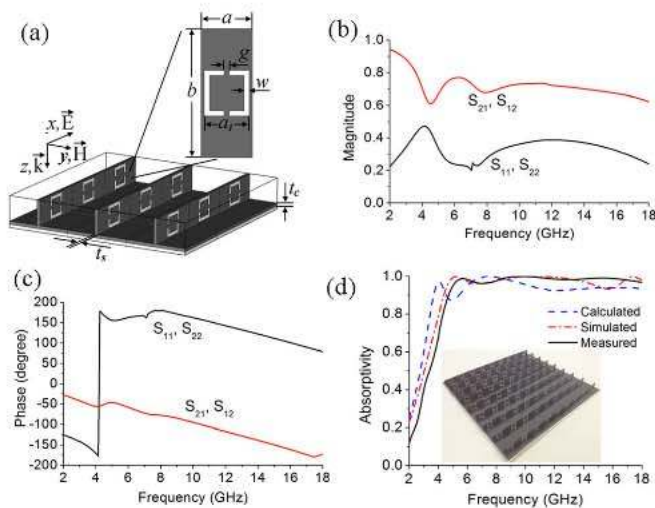 (a)
a
g
w
b
a₁
x,E⃗
y,H⃗
z,k⃗
t_c
t_s
(b)
1.0
0.8
0.6
0.4
0.2
0.0
Magnitude
S₂₁, S₁₂
S₁₁, S₂₂
2 4 6 8 10 12 14 16 18
Frequency (GHz)
(c)
200
150
100
50
0
-50
-100
-150
-200
Phase (degree)
S₁₁, S₂₂
S₂₁, S₁₂
2 4 6 8 10 12 14 16 18
Frequency (GHz)
(d)
1.0
0.8
0.6
0.4
0.2
0.0
Absorptivity
Calculated
Simulated
Measured
2 4 6 8 10 12 14 16 18
Frequency (GHz)